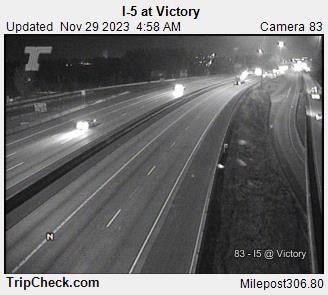 I-5 at Victory
Updated Nov 29 2023 4:58 AM Camera 83
N
83 - I5 @ Victory
TripCheck.com Milepost306.80